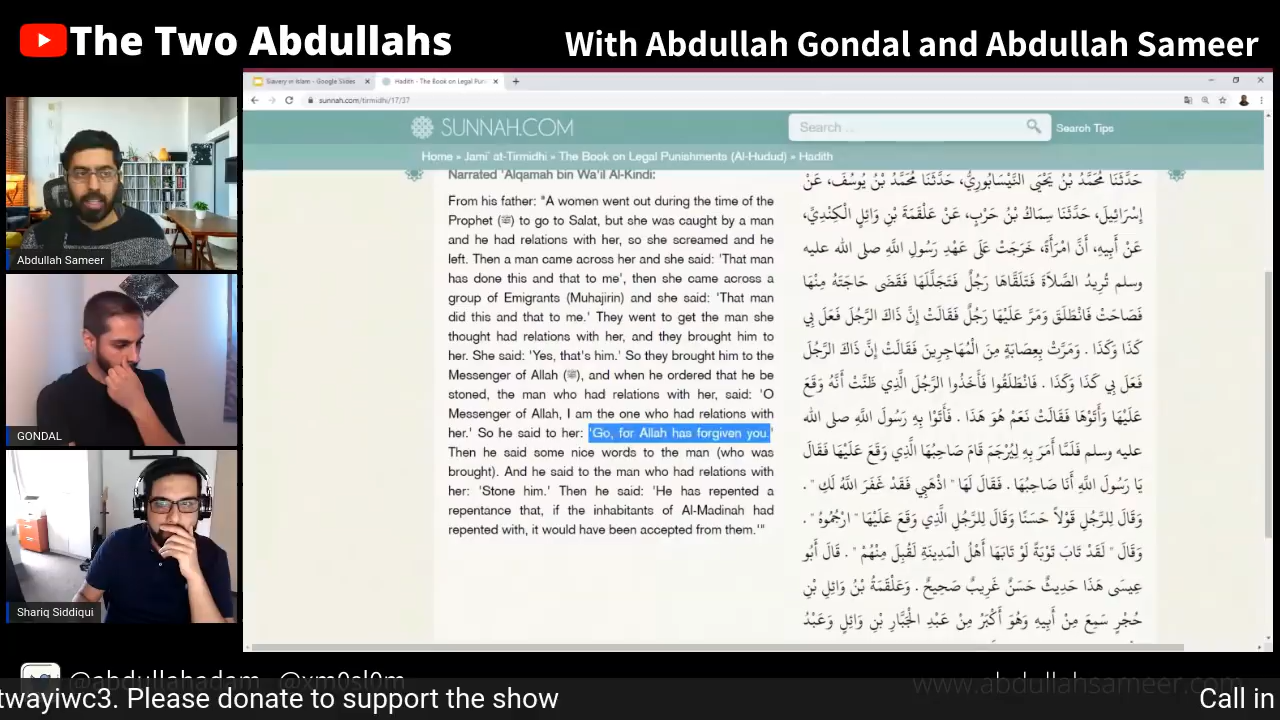 The Two Abdullahs
With Abdullah Gondal and Abdullah Sameer
Abdullah Sameer
GONDAL
Shariq Siddiqui
Slavery in Islam - Google Slides
Hadith - The Book on Legal Pun
sunnah.com/tirmidhi/17/37
SUNNAH.COM
Search ...
Search Tips
Home » Jami` at-Tirmidhi » The Book on Legal Punishments (Al-Hudud) » Hadith
Narrated 'Alqamah bin Wa'il Al-Kindi:
From his father: "A women went out during the time of the
Prophet (ﷺ) to go to Salat, but she was caught by a man
and he had relations with her, so she screamed and he
left. Then a man came across her and she said: 'That man
has done this and that to me', then she came across a
group of Emigrants (Muhajirin) and she said: 'That man
did this and that to me.' They went to get the man she
thought had relations with her, and they brought him to
her. She said: 'Yes, that's him.' So they brought him to the
Messenger of Allah (ﷺ), and when he ordered that he be
stoned, the man who had relations with her, said: 'O
Messenger of Allah, I am the one who had relations with
her.' So he said to her: 'Go, for Allah has forgiven you.'
Then he said some nice words to the man (who was
brought). And he said to the man who had relations with
her: 'Stone him.' Then he said: 'He has repented a
repentance that, if the inhabitants of Al-Madinah had
repented with, it would have been accepted from them.'"
حَدَّثَنَا مُحَمَّدُ بْنُ يَحْيَى النَّيْسَابُورِيُّ، حَدَّثَنَا مُحَمَّدُ بْنُ يُوسُفَ، عَنْ
إِسْرَائِيلَ، حَدَّثَنَا سِمَاكُ بْنُ حَرْبٍ، عَنْ عَلْقَمَةَ بْنِ وَائِلٍ الْكِنْدِيِّ،
عَنْ أَبِيهِ، أَنَّ امْرَأَةً، خَرَجَتْ عَلَى عَهْدِ رَسُولِ اللَّهِ صلى الله عليه
وسلم تُرِيدُ الصَّلاَةَ فَتَلَقَّاهَا رَجُلٌ فَتَجَلَّلَهَا فَقَضَى حَاجَتَهُ مِنْهَا
فَصَاحَتْ فَانْطَلَقَ وَمَرَّ عَلَيْهَا رَجُلٌ فَقَالَتْ إِنَّ ذَاكَ الرَّجُلَ فَعَلَ بِي
كَذَا وَكَذَا . وَمَرَّتْ بِعِصَابَةٍ مِنَ الْمُهَاجِرِينَ فَقَالَتْ إِنَّ ذَاكَ الرَّجُلَ
فَعَلَ بِي كَذَا وَكَذَا . فَانْطَلَقُوا فَأَخَذُوا الرَّجُلَ الَّذِي ظَنَّتْ أَنَّهُ وَقَعَ
عَلَيْهَا وَأَتَوْهَا فَقَالَتْ نَعَمْ هُوَ هَذَا . فَأَتَوْا بِهِ رَسُولَ اللَّهِ صلى الله
عليه وسلم فَلَمَّا أَمَرَ بِهِ لِيُرْجَمَ قَامَ صَاحِبُهَا الَّذِي وَقَعَ عَلَيْهَا فَقَالَ
يَا رَسُولَ اللَّهِ أَنَا صَاحِبُهَا . فَقَالَ لَهَا " اذْهَبِي فَقَدْ غَفَرَ اللَّهُ لَكِ " .
وَقَالَ لِلرَّجُلِ قَوْلاً حَسَنًا وَقَالَ لِلرَّجُلِ الَّذِي وَقَعَ عَلَيْهَا " ارْجُمُوهُ " .
وَقَالَ " لَقَدْ تَابَ تَوْبَةً لَوْ تَابَهَا أَهْلُ الْمَدِينَةِ لَقُبِلَ مِنْهُمْ " . قَالَ أَبُو
عِيسَى هَذَا حَدِيثٌ حَسَنٌ غَرِيبٌ صَحِيحٌ . وَعَلْقَمَةُ بْنُ وَائِلِ بْنِ
حُجْرٍ سَمِعَ مِنْ أَبِيهِ وَهُوَ أَكْبَرُ مِنْ عَبْدِ الْجَبَّارِ بْنِ وَائِلٍ وَعَبْدُ
@abdullahadam @xm0sl0m
www.abdullahsameer.com
twayiwc3. Please donate to support the show
Call in